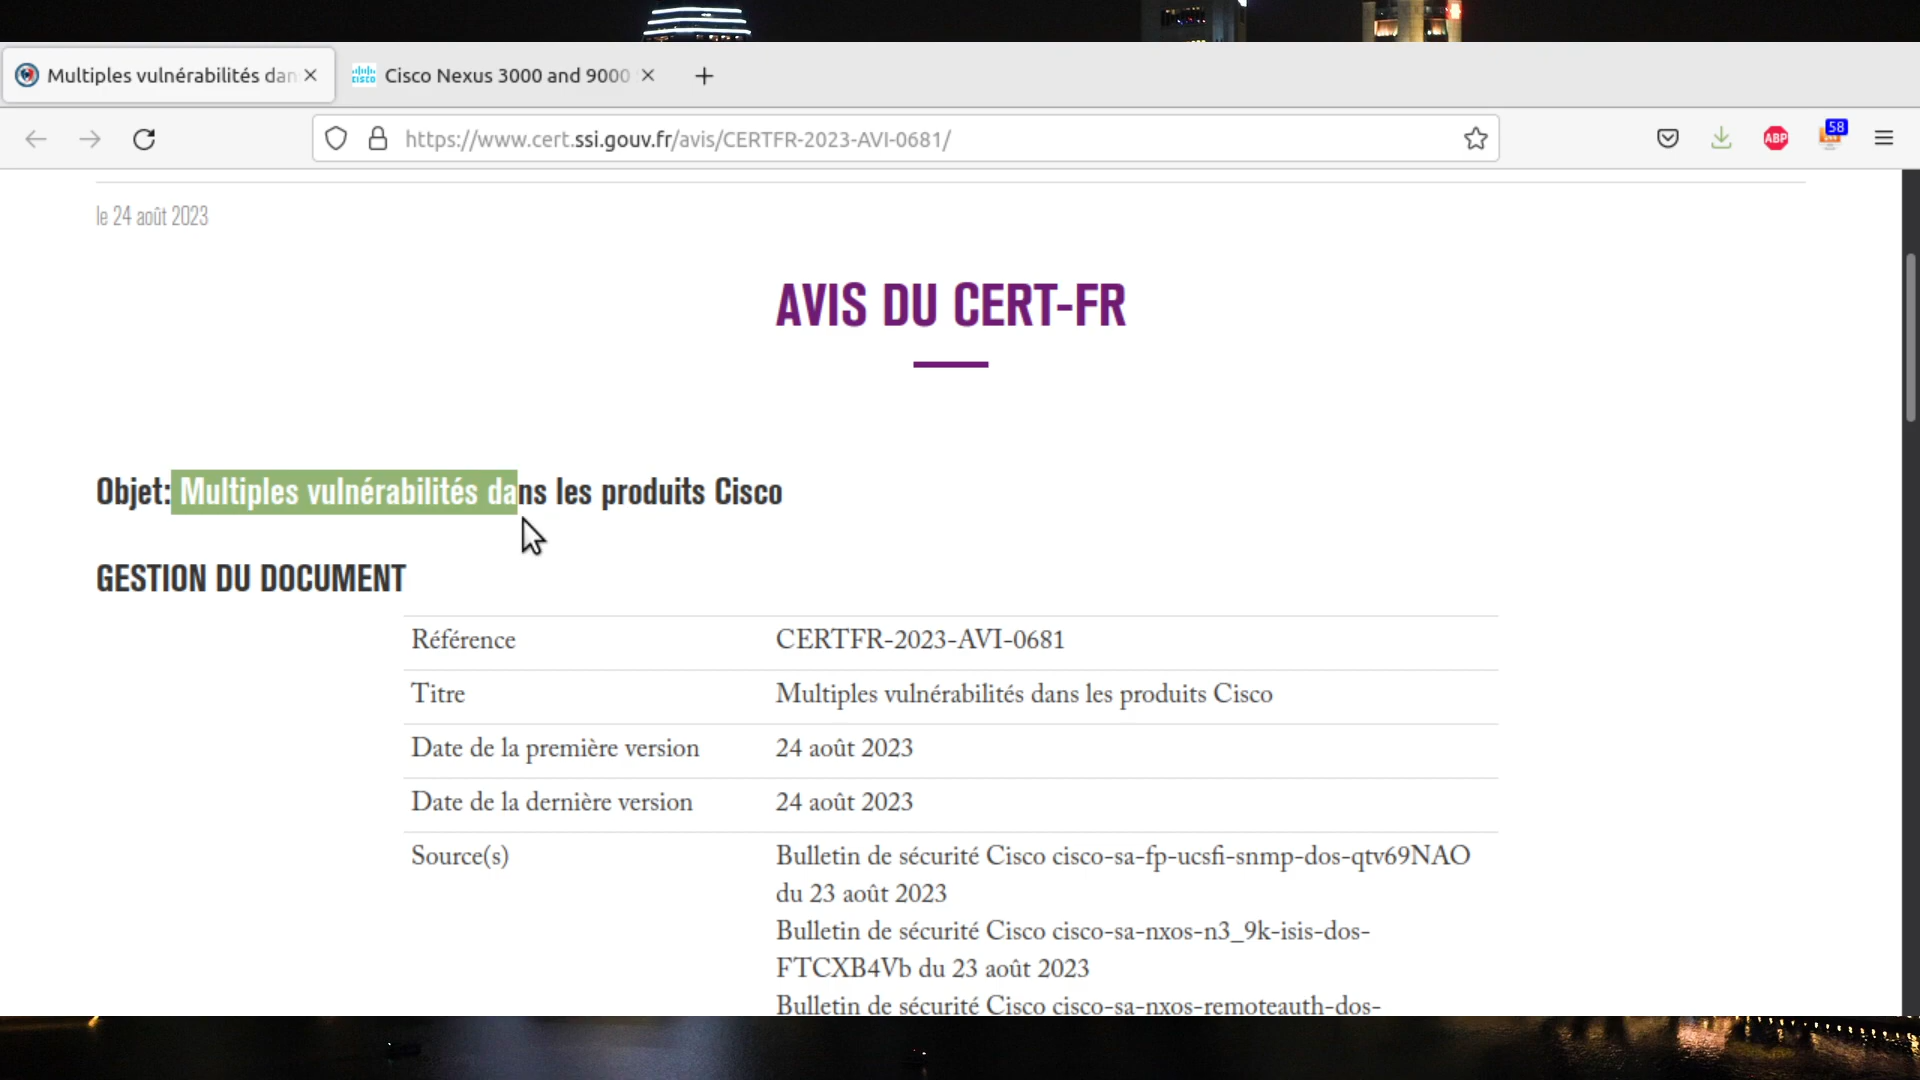 Multiples vulnérabilités dan
CISCO
Cisco Nexus 3000 and 9000
https://www.cert.ssi.gouv.fr/avis/CERTFR-2023-AVI-0681/
ABP
58
le 24 août 2023
AVIS DU CERT-FR
Objet: Multiples vulnérabilités dans les produits Cisco
GESTION DU DOCUMENT
Référence CERTFR-2023-AVI-0681
Titre Multiples vulnérabilités dans les produits Cisco
Date de la première version 24 août 2023
Date de la dernière version 24 août 2023
Source(s) Bulletin de sécurité Cisco cisco-sa-fp-ucsfi-snmp-dos-qtv69NAO
du 23 août 2023
Bulletin de sécurité Cisco cisco-sa-nxos-n3_9k-isis-dos-
FTCXB4Vb du 23 août 2023
Bulletin de sécurité Cisco cisco-sa-nxos-remoteauth-dos-